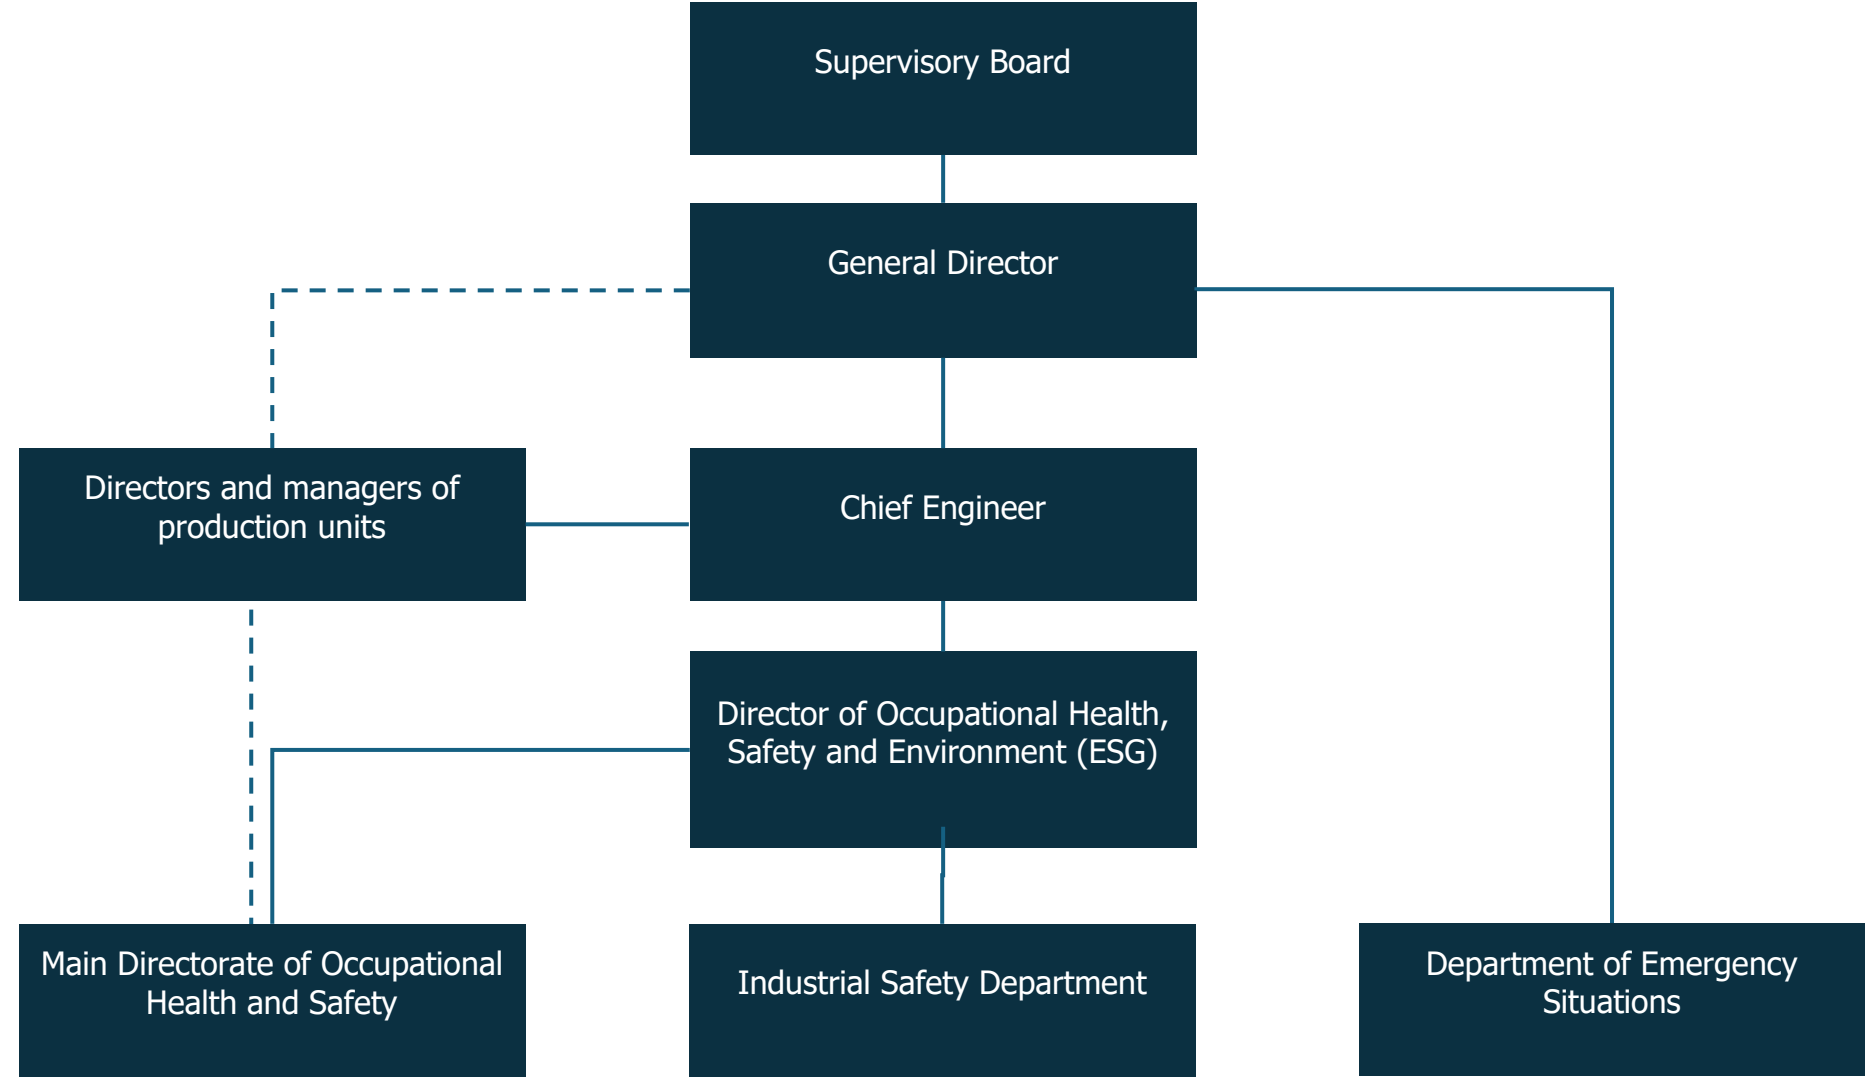 Supervisory Board
General Director
Directors and managers of
production units
Chief Engineer
Director of Occupational Health,
Safety and Environment (ESG)
Main Directorate of Occupational
Health and Safety
Industrial Safety Department
Department of Emergency
Situations